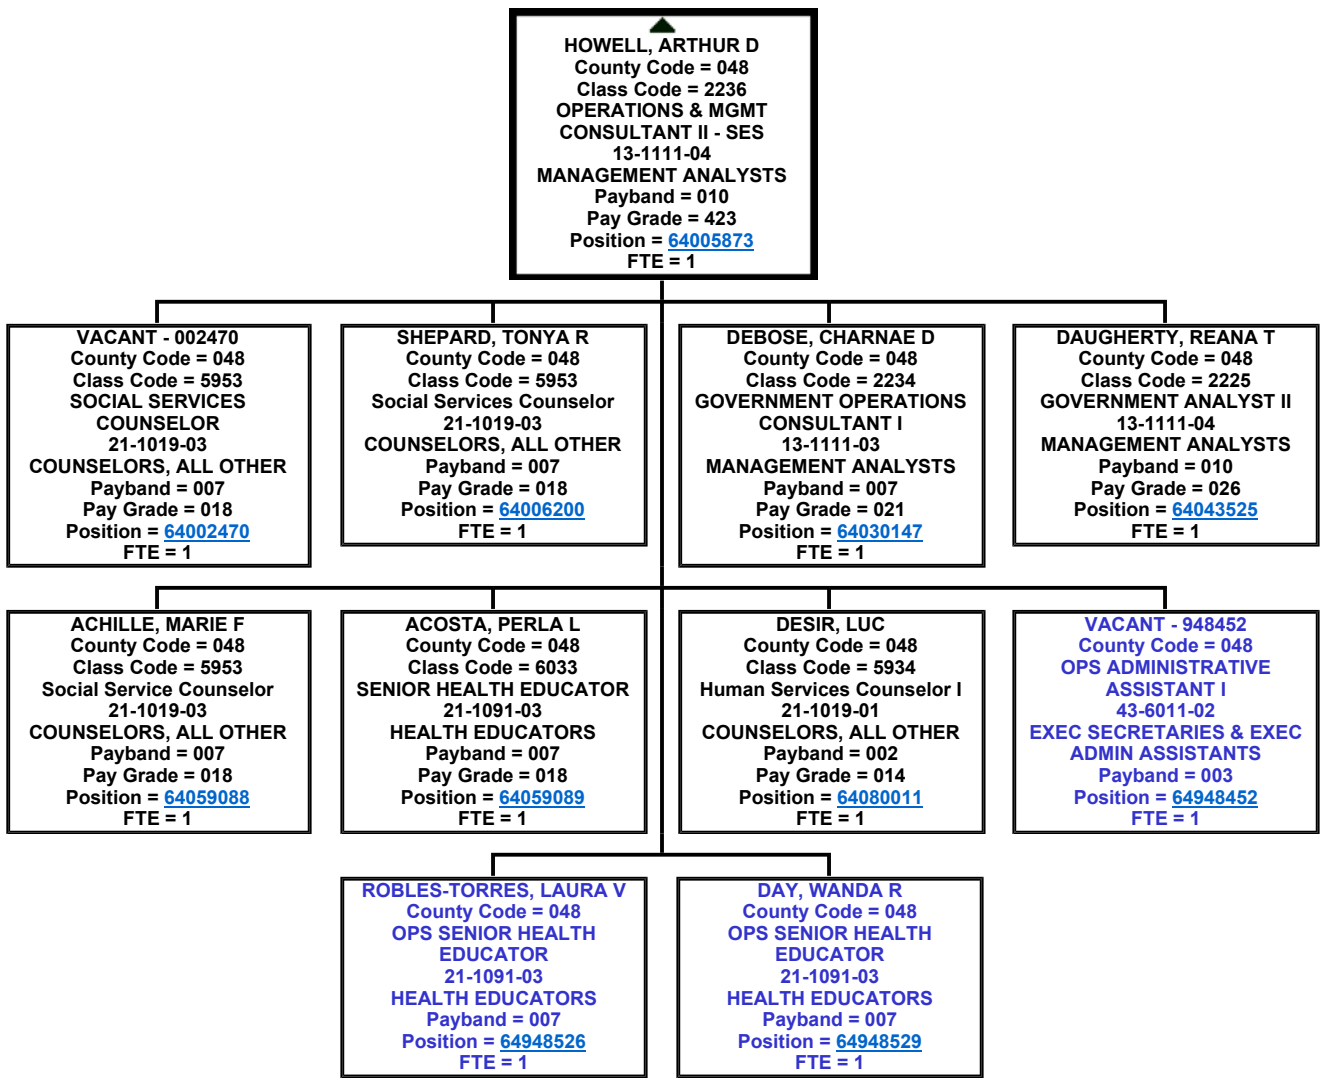 HOWELL, ARTHUR D
County Code = 048
Class Code = 2236
OPERATIONS & MGMT
CONSULTANT II - SES
13-1111-04
MANAGEMENT ANALYSTS
Payband = 010
Pay Grade = 423
Position = 64005873
FTE = 1
VACANT - 002470
County Code = 048
Class Code = 5953
SOCIAL SERVICES
COUNSELOR
21-1019-03
COUNSELORS, ALL OTHER
Payband = 007
Pay Grade = 018
Position = 64002470
FTE = 1
SHEPARD, TONYA R
County Code = 048
Class Code = 5953
Social Services Counselor
21-1019-03
COUNSELORS, ALL OTHER
Payband = 007
Pay Grade = 018
Position = 64006200
FTE = 1
DEBOSE, CHARNAE D
County Code = 048
Class Code = 2234
GOVERNMENT OPERATIONS
CONSULTANT I
13-1111-03
MANAGEMENT ANALYSTS
Payband = 007
Pay Grade = 021
Position = 64030147
FTE = 1
DAUGHERTY, REANA T
County Code = 048
Class Code = 2225
GOVERNMENT ANALYST II
13-1111-04
MANAGEMENT ANALYSTS
Payband = 010
Pay Grade = 026
Position = 64043525
FTE = 1
ACHILLE, MARIE F
County Code = 048
Class Code = 5953
Social Service Counselor
21-1019-03
COUNSELORS, ALL OTHER
Payband = 007
Pay Grade = 018
Position = 64059088
FTE = 1
ACOSTA, PERLA L
County Code = 048
Class Code = 6033
SENIOR HEALTH EDUCATOR
21-1091-03
HEALTH EDUCATORS
Payband = 007
Pay Grade = 018
Position = 64059089
FTE = 1
DESIR, LUC
County Code = 048
Class Code = 5934
Human Services Counselor I
21-1019-01
COUNSELORS, ALL OTHER
Payband = 002
Pay Grade = 014
Position = 64080011
FTE = 1
VACANT - 948452
County Code = 048
OPS ADMINISTRATIVE
ASSISTANT I
43-6011-02
EXEC SECRETARIES & EXEC
ADMIN ASSISTANTS
Payband = 003
Position = 64948452
FTE = 1
ROBLES-TORRES, LAURA V
County Code = 048
OPS SENIOR HEALTH
EDUCATOR
21-1091-03
HEALTH EDUCATORS
Payband = 007
Position = 64948526
FTE = 1
DAY, WANDA R
County Code = 048
OPS SENIOR HEALTH
EDUCATOR
21-1091-03
HEALTH EDUCATORS
Payband = 007
Position = 64948529
FTE = 1